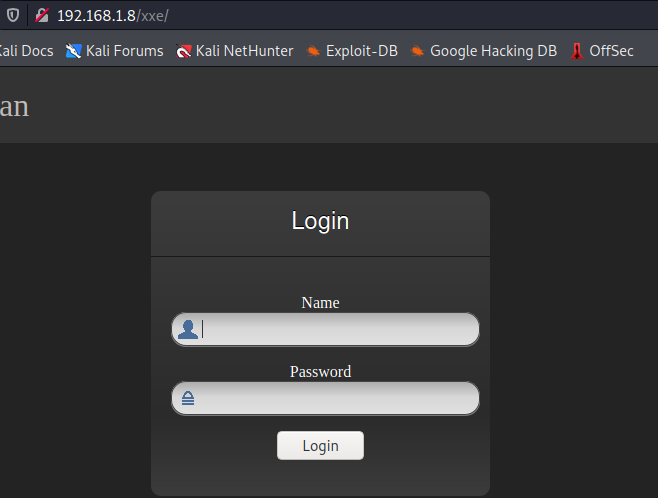 192.168.1.8/xxe/
Kali Docs Kali Forums Kali NetHunter Exploit-DB Google Hacking DB OffSec
an
Login
Name
Password
Login